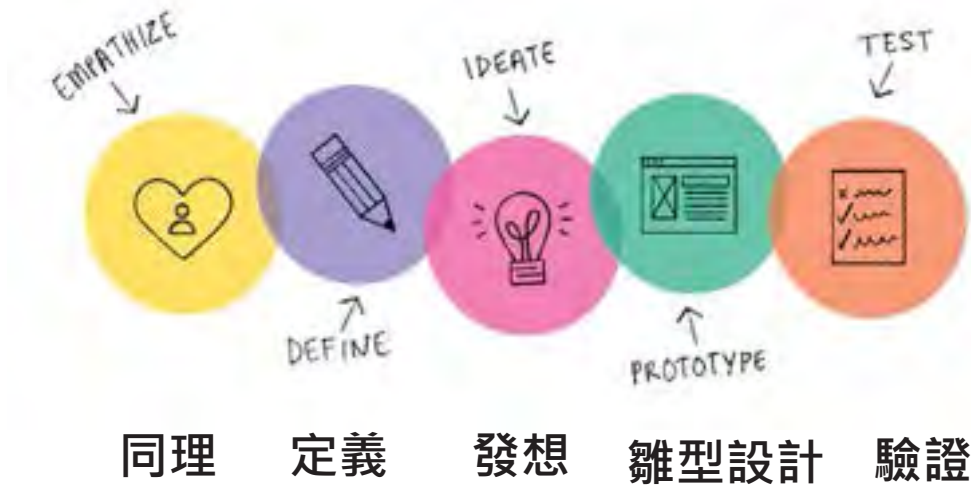 EMPATHIZE
DEFINE
IDEATE
PROTOTYPE
TEST
同理 定義 發想 雛型設計 驗證